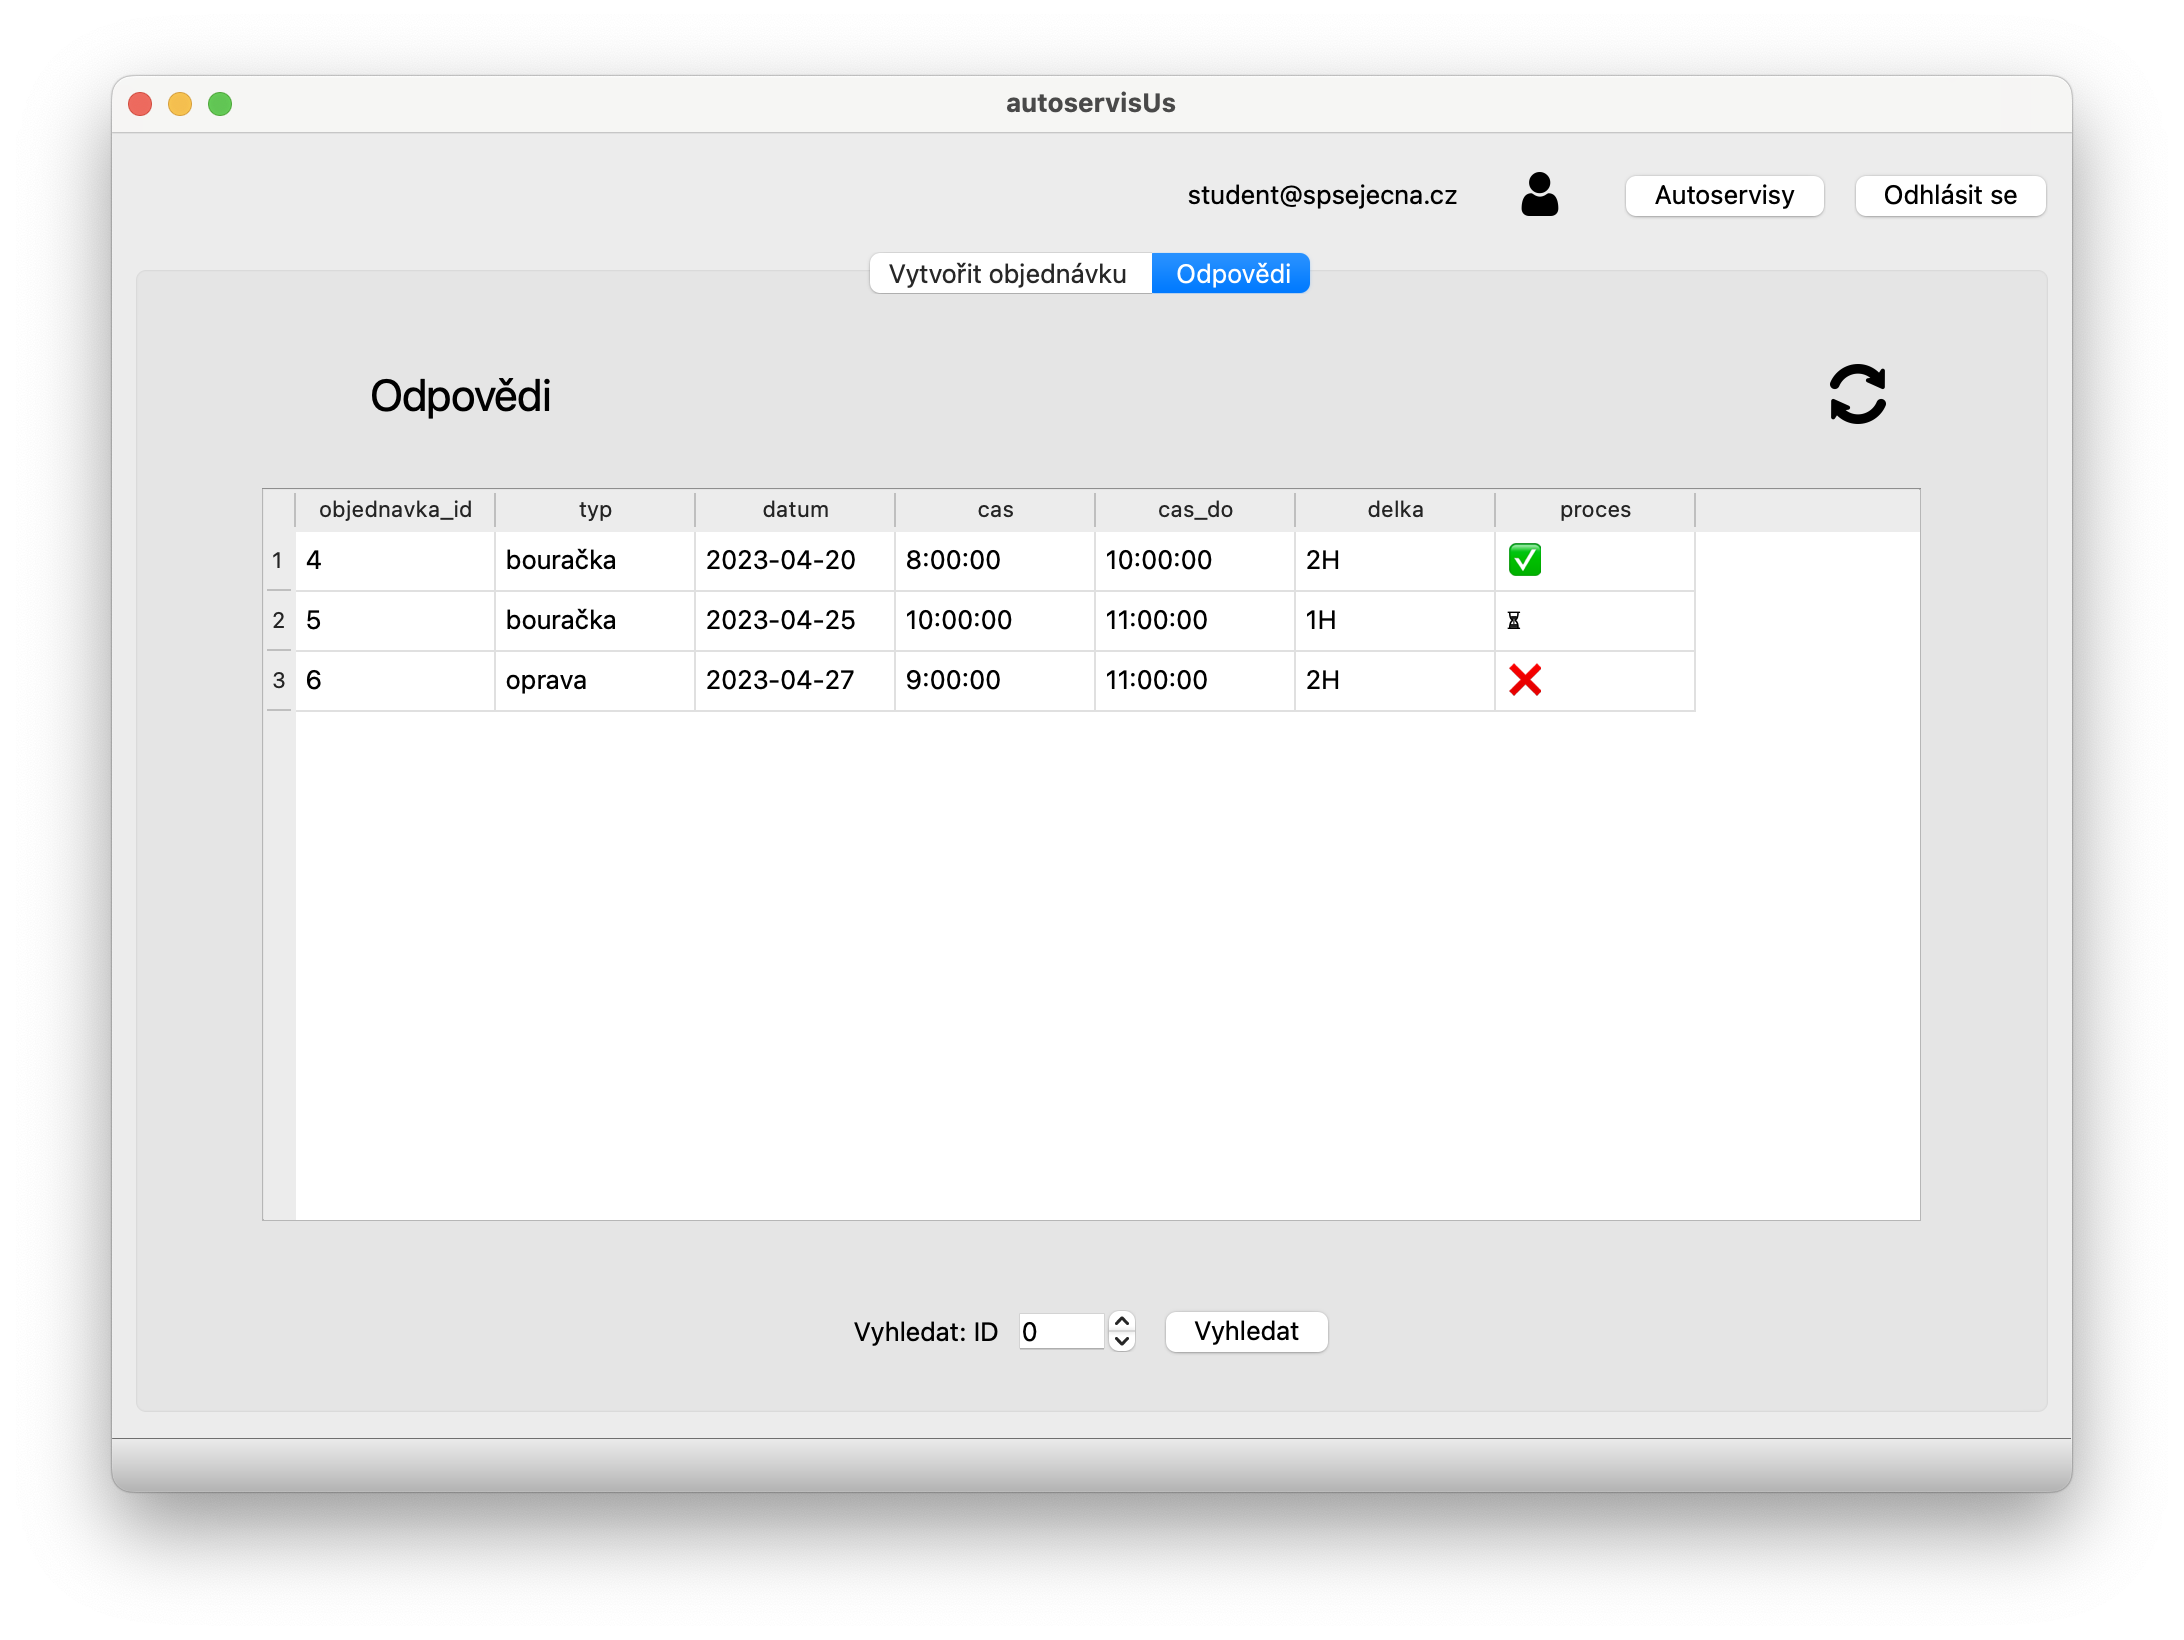 autoservisUs
student@spsejecna.cz Autoservisy Odhlásit se
Vytvořit objednávku Odpovědi
Odpovědi
objednavka_id typ datum cas cas_do delka proces
1 4 bouračka 2023-04-20 8:00:00 10:00:00 2H ✅
2 5 bouračka 2023-04-25 10:00:00 11:00:00 1H ⌛
3 6 oprava 2023-04-27 9:00:00 11:00:00 2H ❌
Vyhledat: ID 0 Vyhledat